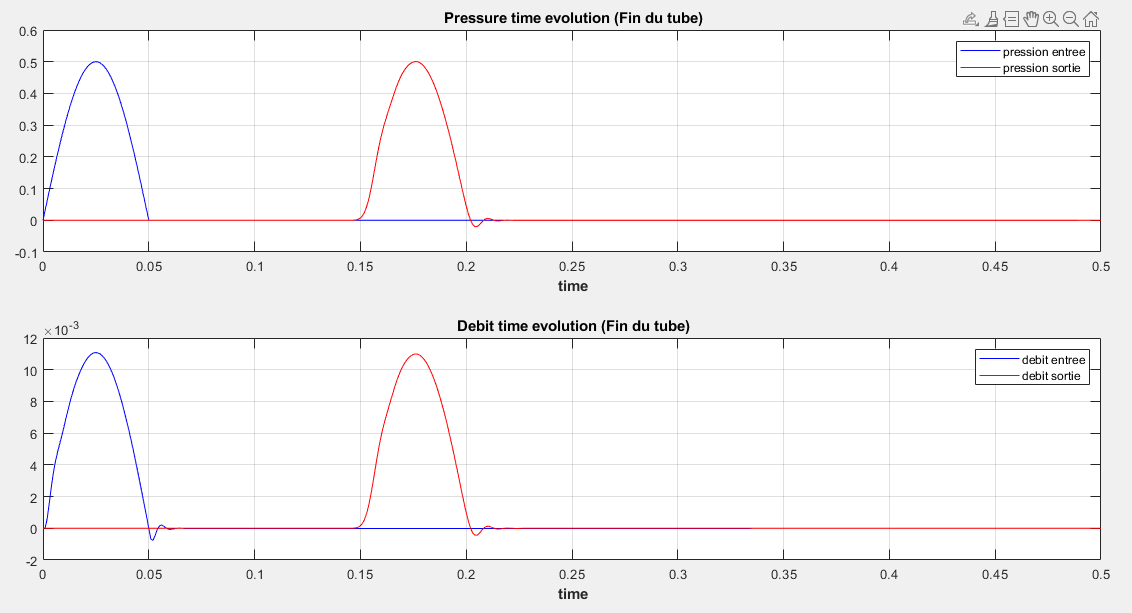 Pressure time evolution (Fin du tube)
0.6
0.5
0.4
0.3
0.2
0.1
0
-0.1
pression entree
pression sortie
0 0.05 0.1 0.15 0.2 0.25 0.3 0.35 0.4 0.45 0.5
time
Debit time evolution (Fin du tube)
×10-3
12
10
8
6
4
2
0
-2
debit entree
debit sortie
0 0.05 0.1 0.15 0.2 0.25 0.3 0.35 0.4 0.45 0.5
time